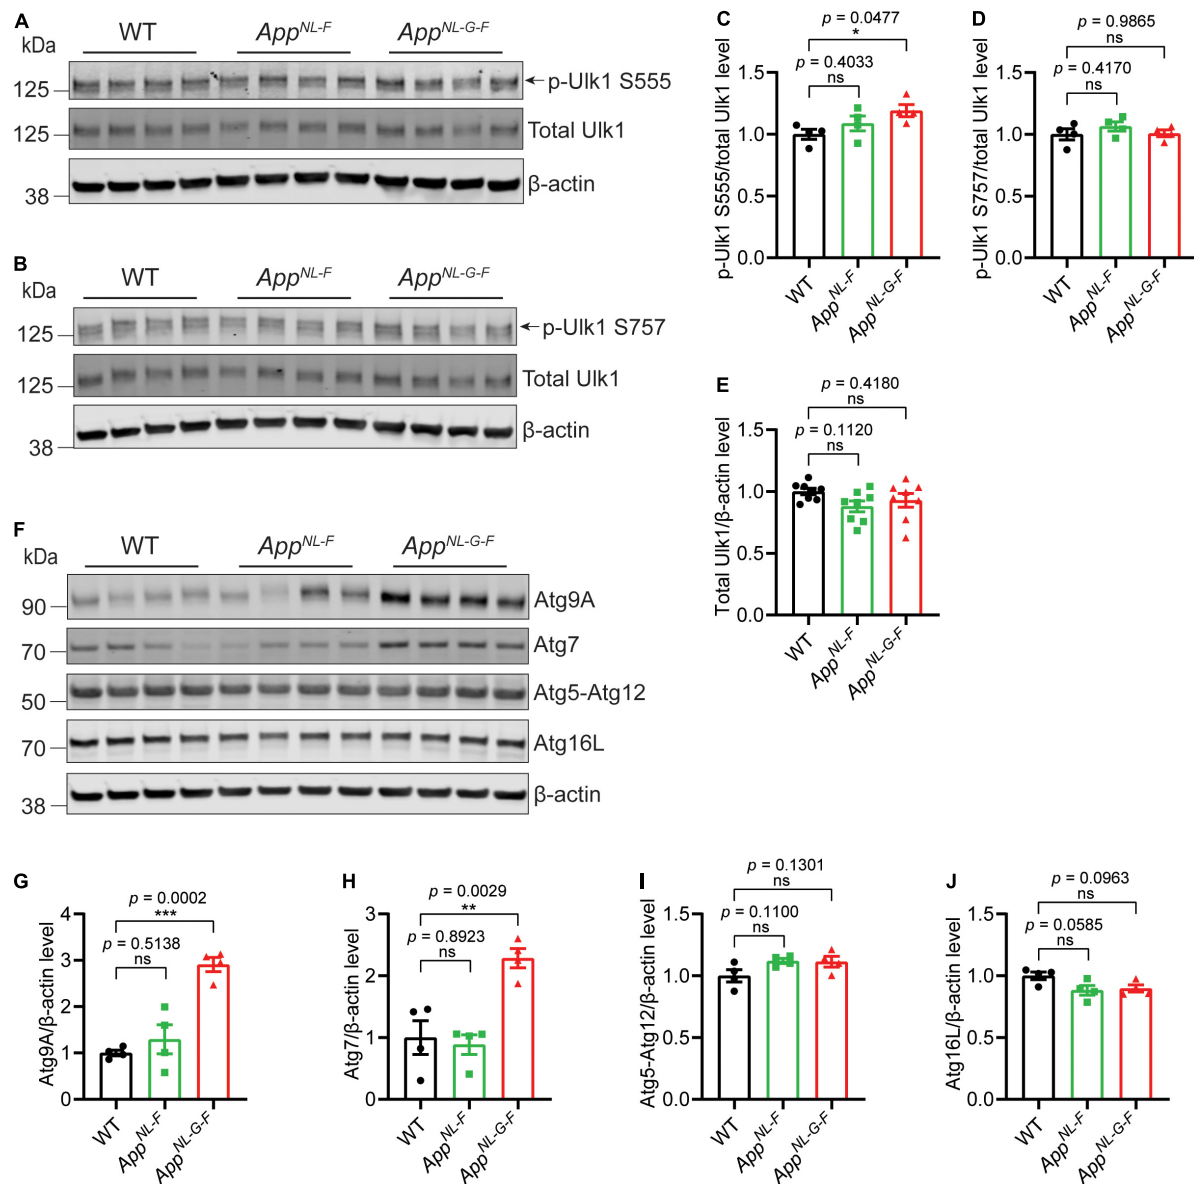 A
kDa
WT
App^NL-F
App^NL-G-F
125
p-Ulk1 S555
125
Total Ulk1
38
β-actin
B
kDa
WT
App^NL-F
App^NL-G-F
125
p-Ulk1 S757
125
Total Ulk1
38
β-actin
C
p = 0.0477
*
p = 0.4033
ns
p-Ulk1 S555/total Ulk1 level
1.5
1.0
0.5
0.0
WT
App^NL-F
App^NL-G-F
D
p = 0.9865
ns
p = 0.4170
ns
p-Ulk1 S757/total Ulk1 level
1.5
1.0
0.5
0.0
WT
App^NL-F
App^NL-G-F
E
p = 0.4180
ns
p = 0.1120
ns
Total Ulk1/β-actin level
1.5
1.0
0.5
0.0
WT
App^NL-F
App^NL-G-F
F
kDa
WT
App^NL-F
App^NL-G-F
90
Atg9A
70
Atg7
50
Atg5-Atg12
70
Atg16L
38
β-actin
G
p = 0.0002
***
p = 0.5138
ns
Atg9A/β-actin level
4
3
2
1
0
WT
App^NL-F
App^NL-G-F
H
p = 0.0029
**
p = 0.8923
ns
Atg7/β-actin level
3
2
1
0
WT
App^NL-F
App^NL-G-F
I
p = 0.1301
ns
p = 0.1100
ns
Atg5-Atg12/β-actin level
1.5
1.0
0.5
0.0
WT
App^NL-F
App^NL-G-F
J
p = 0.0963
ns
p = 0.0585
ns
Atg16L/β-actin level
1.5
1.0
0.5
0.0
WT
App^NL-F
App^NL-G-F